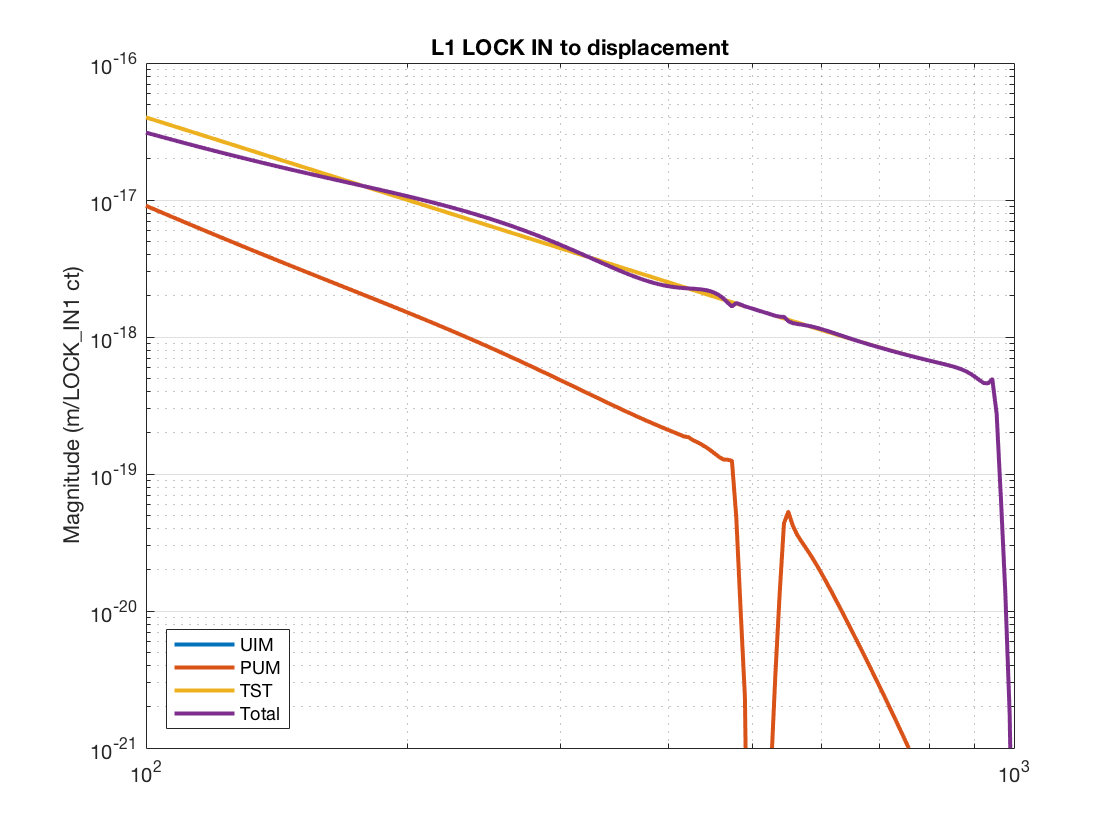 L1 LOCK IN to displacement
10^-16
10^-17
10^-18
10^-19
10^-20
10^-21
Magnitude (m/LOCK_IN1 ct)
UIM
PUM
TST
Total
10^2
10^3